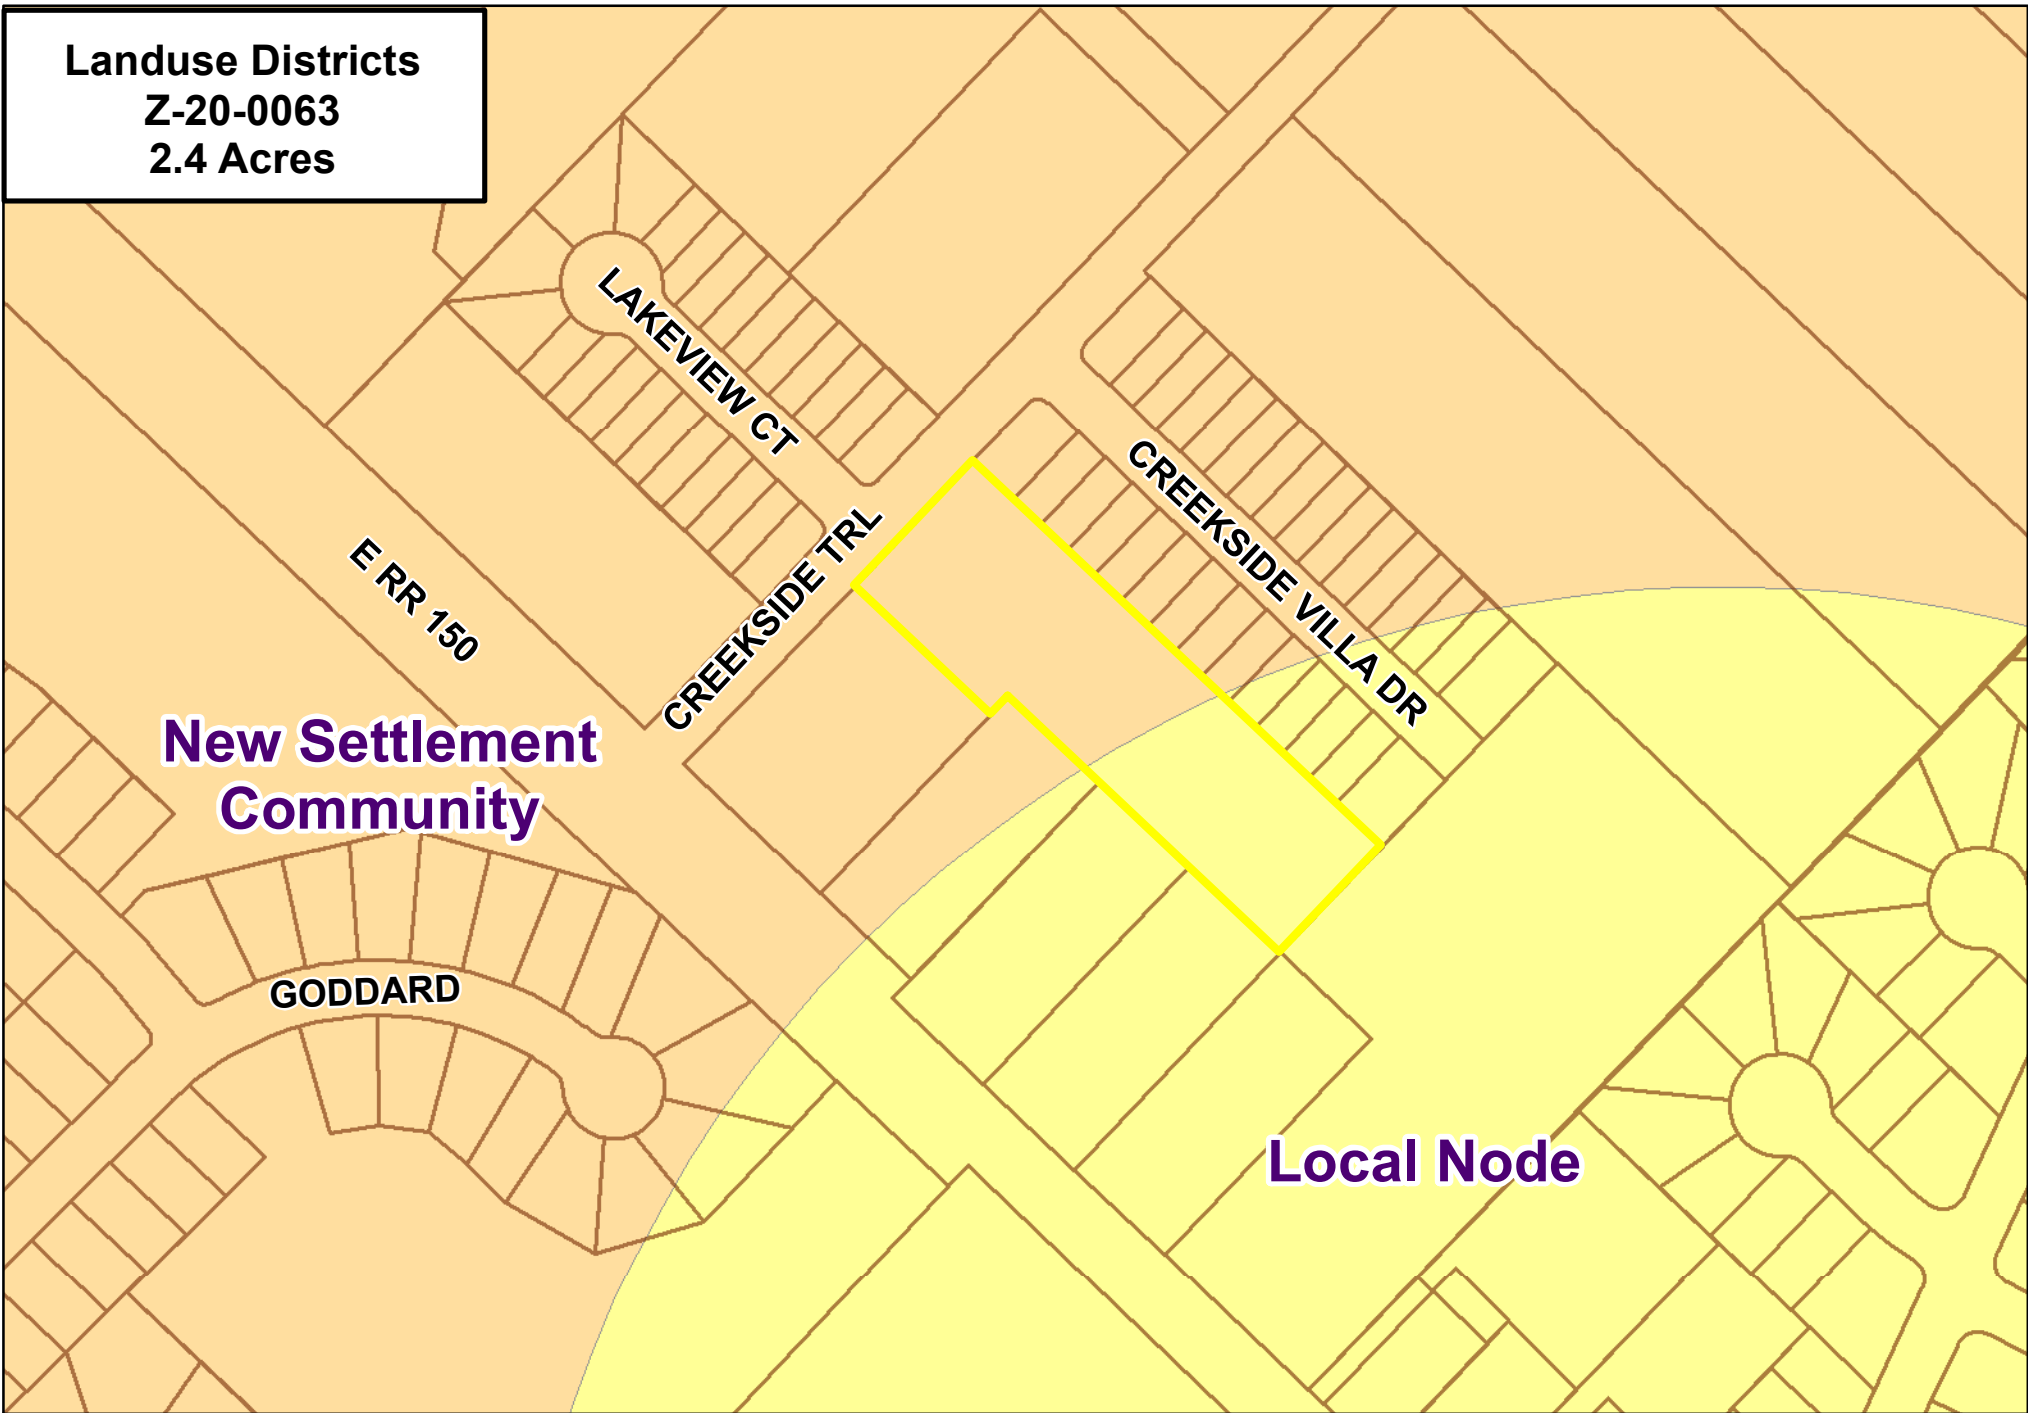 Landuse Districts
Z-20-0063
2.4 Acres
LAKEVIEW CT
CREEKSIDE VILLA DR
CREEKSIDE TRL
E RR 150
New Settlement
Community
GODDARD
Local Node